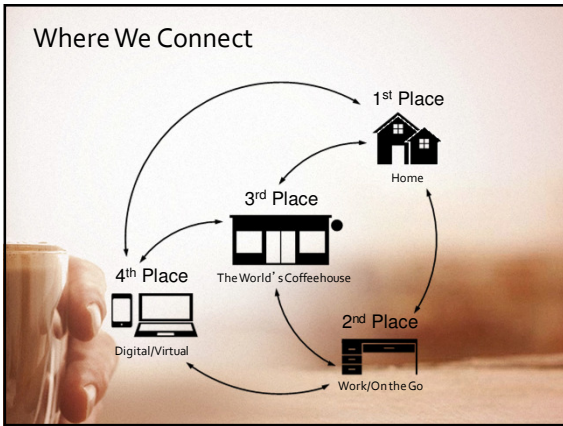 Where We Connect
1st Place
Home
3rd Place
The World's Coffeehouse
4th Place
Digital/Virtual
2nd Place
Work/On the Go